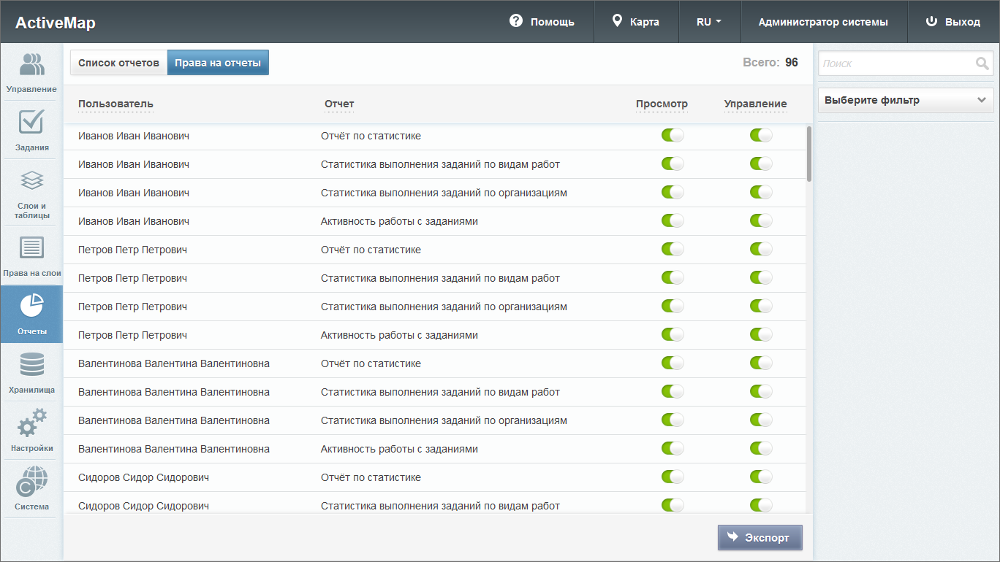 ActiveMap
Помощь
Карта
RU
Администратор системы
Выход
Управление
Задания
Слои и
таблицы
Права на слои
Отчеты
Хранилища
Настройки
Система
Список отчетов
Права на отчеты
Всего: 96
Пользователь Отчет Просмотр Управление
Иванов Иван Иванович Отчёт по статистике
Иванов Иван Иванович Статистика выполнения заданий по видам работ
Иванов Иван Иванович Статистика выполнения заданий по организациям
Иванов Иван Иванович Активность работы с заданиями
Петров Петр Петрович Отчёт по статистике
Петров Петр Петрович Статистика выполнения заданий по видам работ
Петров Петр Петрович Статистика выполнения заданий по организациям
Петров Петр Петрович Активность работы с заданиями
Валентинова Валентина Валентиновна Отчёт по статистике
Валентинова Валентина Валентиновна Статистика выполнения заданий по видам работ
Валентинова Валентина Валентиновна Статистика выполнения заданий по организациям
Валентинова Валентина Валентиновна Активность работы с заданиями
Сидоров Сидор Сидорович Отчёт по статистике
Сидоров Сидор Сидорович Статистика выполнения заданий по видам работ
Экспорт
Поиск
Выберите фильтр